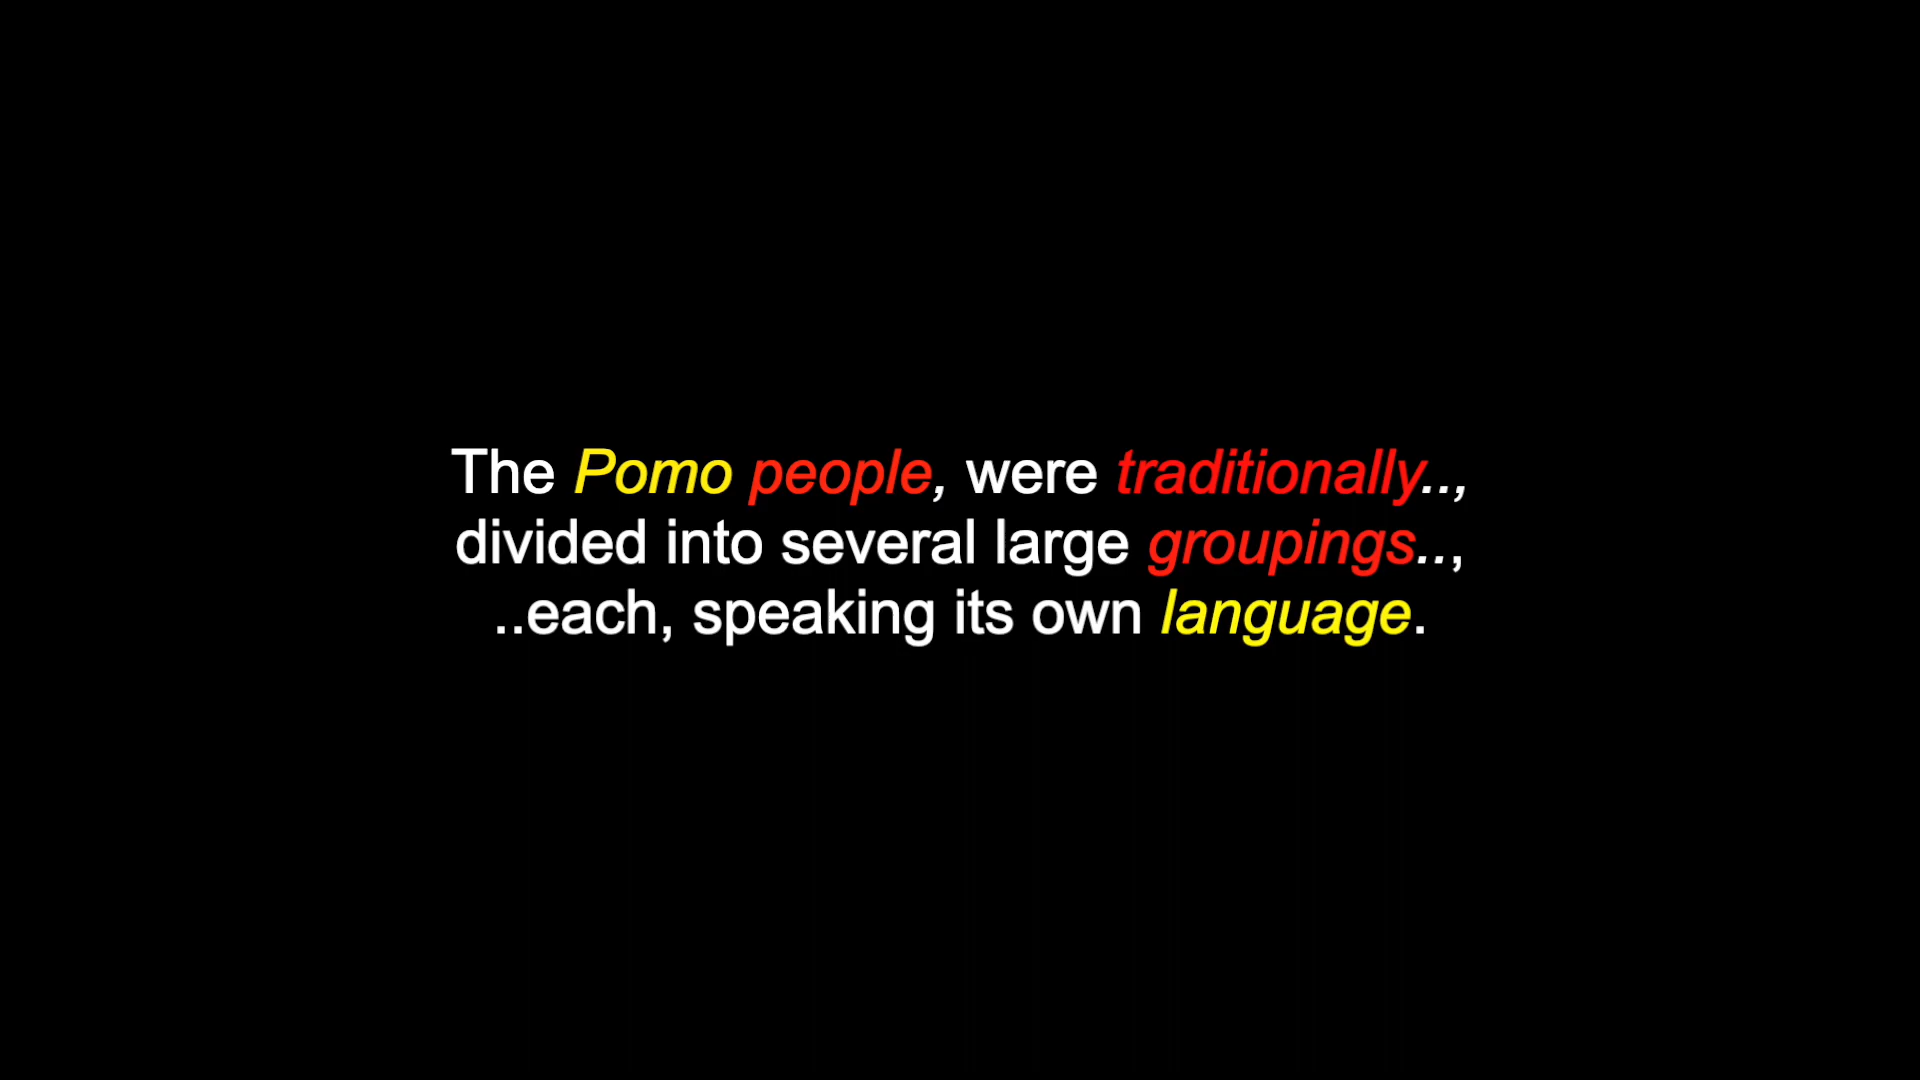 The Pomo people, were traditionally..,
divided into several large groupings..,
..each, speaking its own language.